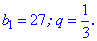 b₁ = 27; q = 1/3.